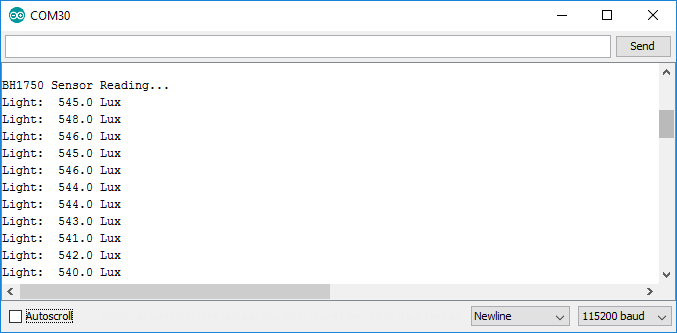 COM30
Send
BH1750 Sensor Reading...
Light:  545.0 Lux
Light:  548.0 Lux
Light:  546.0 Lux
Light:  545.0 Lux
Light:  546.0 Lux
Light:  544.0 Lux
Light:  544.0 Lux
Light:  543.0 Lux
Light:  541.0 Lux
Light:  542.0 Lux
Light:  540.0 Lux
Autoscroll
Newline
115200 baud